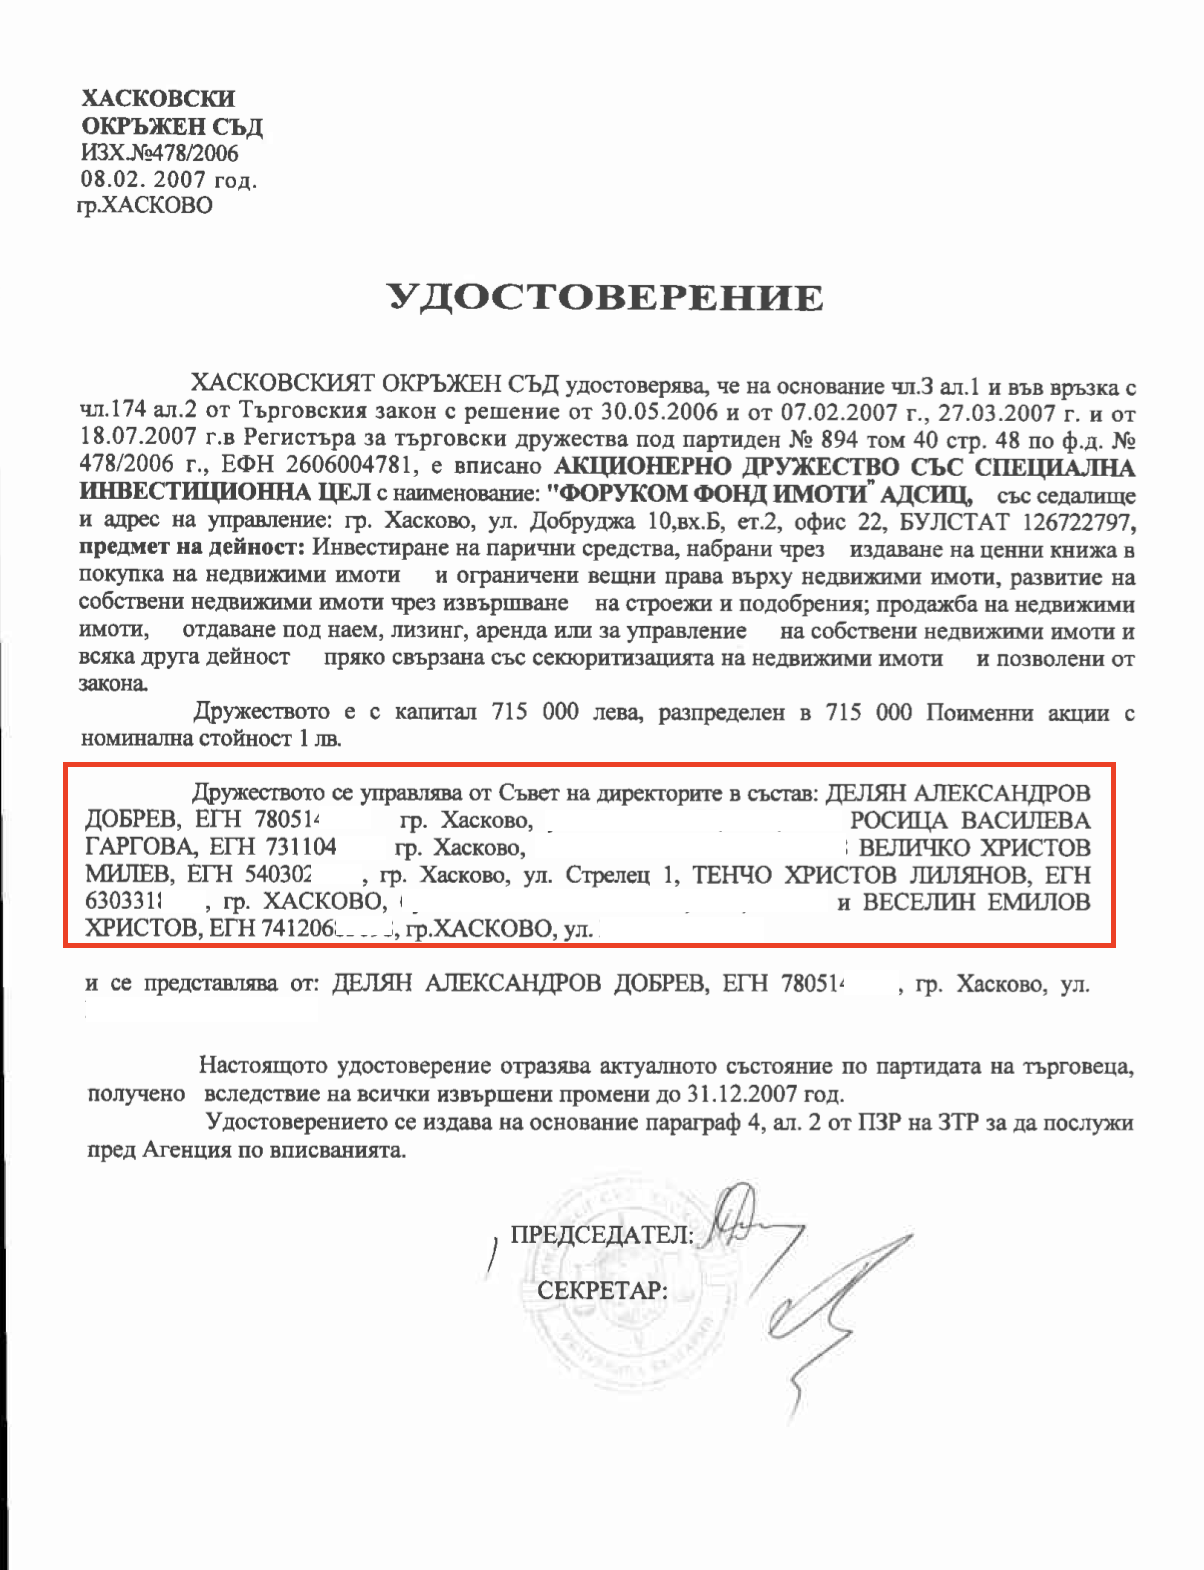 ХАСКОВСКИ
ОКРЪЖЕН СЪД
ИЗХ.№478/2006
08.02. 2007 год.
гр.ХАСКОВО
УДОСТОВЕРЕНИЕ
ХАСКОВСКИЯТ ОКРЪЖЕН СЪД удостоверява, че на основание чл.3 ал.1 и във връзка с
чл.174 ал.2 от Търговския закон с решение от 30.05.2006 и от 07.02.2007 г., 27.03.2007 г. и от
18.07.2007 г.в Регистъра за търговски дружества под партиден № 894 том 40 стр. 48 по ф.д. №
478/2006 г., ЕФН 2606004781, е вписано АКЦИОНЕРНО ДРУЖЕСТВО СЪС СПЕЦИАЛНА
ИНВЕСТИЦИОННА ЦЕЛ с наименование: "ФОРУКОМ ФОНД ИМОТИ" АДСИЦ, със седалище
и адрес на управление: гр. Хасково, ул. Добруджа 10,вх.Б, ет.2, офис 22, БУЛСТАТ 126722797,
предмет на дейност: Инвестиране на парични средства, набрани чрез издаване на ценни книжа в
покупка на недвижими имоти и ограничени вещни права върху недвижими имоти, развитие на
собствени недвижими имоти чрез извършване на строежи и подобрения; продажба на недвижими
имоти, отдаване под наем, лизинг, аренда или за управление на собствени недвижими имоти и
всяка друга дейност пряко свързана със секюритизацията на недвижими имоти и позволени от
закона.
Дружеството е с капитал 715 000 лева, разпределен в 715 000 Поименни акции с
номинална стойност 1 лв.
Дружеството се управлява от Съвет на директорите в състав: ДЕЛЯН АЛЕКСАНДРОВ
ДОБРЕВ, ЕГН 780514 гр. Хасково, РОСИЦА ВАСИЛЕВА
ГАРГОВА, ЕГН 731104 гр. Хасково, ВЕЛИЧКО ХРИСТОВ
МИЛЕВ, ЕГН 540302 , гр. Хасково, ул. Стрелец 1, ТЕНЧО ХРИСТОВ ЛИЛЯНОВ, ЕГН
630331 , гр. ХАСКОВО, и ВЕСЕЛИН ЕМИЛОВ
ХРИСТОВ, ЕГН 741206 , гр.ХАСКОВО, ул.
и се представлява от: ДЕЛЯН АЛЕКСАНДРОВ ДОБРЕВ, ЕГН 780514 , гр. Хасково, ул.
Настоящото удостоверение отразява актуалното състояние по партидата на търговеца,
получено вследствие на всички извършени промени до 31.12.2007 год.
Удостоверението се издава на основание параграф 4, ал. 2 от ПЗР на ЗТР за да послужи
пред Агенция по вписванията.
ПРЕДСЕДАТЕЛ:
СЕКРЕТАР: